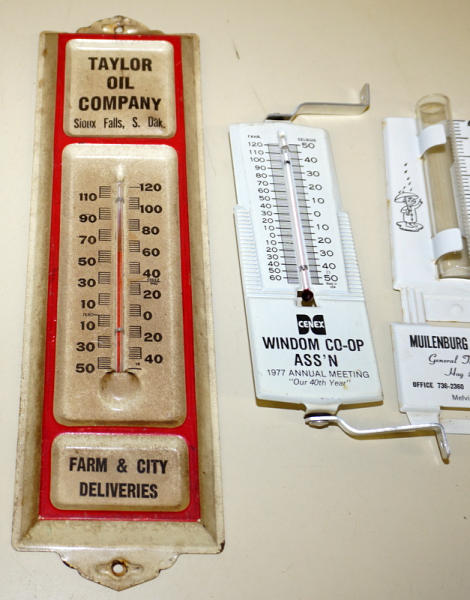 TAYLOR
OIL
COMPANY
Sioux Falls, S. Dak.
120
110
100
90
80
70
60
50
40
30
20
10
0
10
20
30
40
50
FARM & CITY
DELIVERIES
FAHR. CELSIUS
120 50
110
100 40
90 30
80
70 20
60
50 10
40
30 0
20 10
10
0 20
10
20 30
30
40 40
50
60 50
CENEX
WINDOM CO-OP
ASS'N
1977 ANNUAL MEETING
"Our 40th Year"
MUILENBURG
General
Hay
OFFICE 736-2360
Melvi